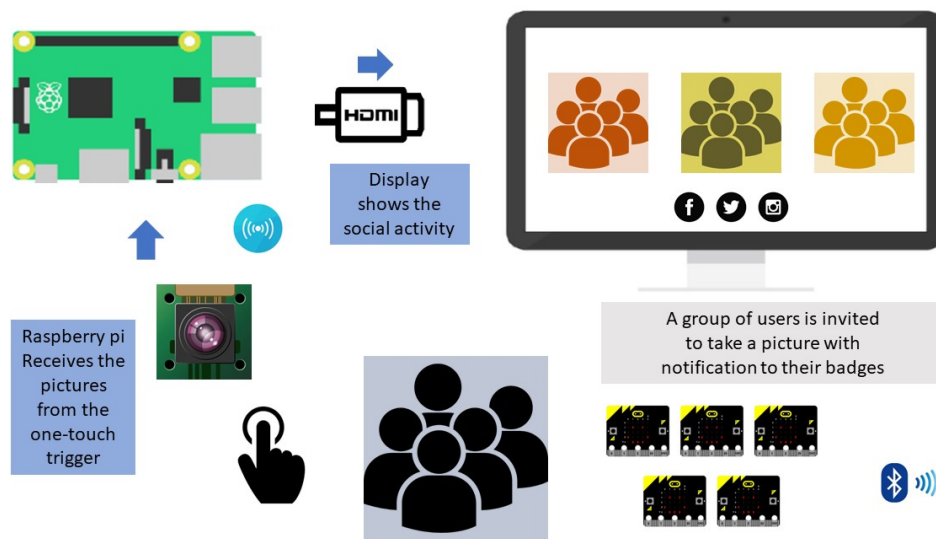 HDMI
Display
shows the
social activity
Raspberry pi
Receives the
pictures
from the
one-touch
trigger
A group of users is invited
to take a picture with
notification to their badges